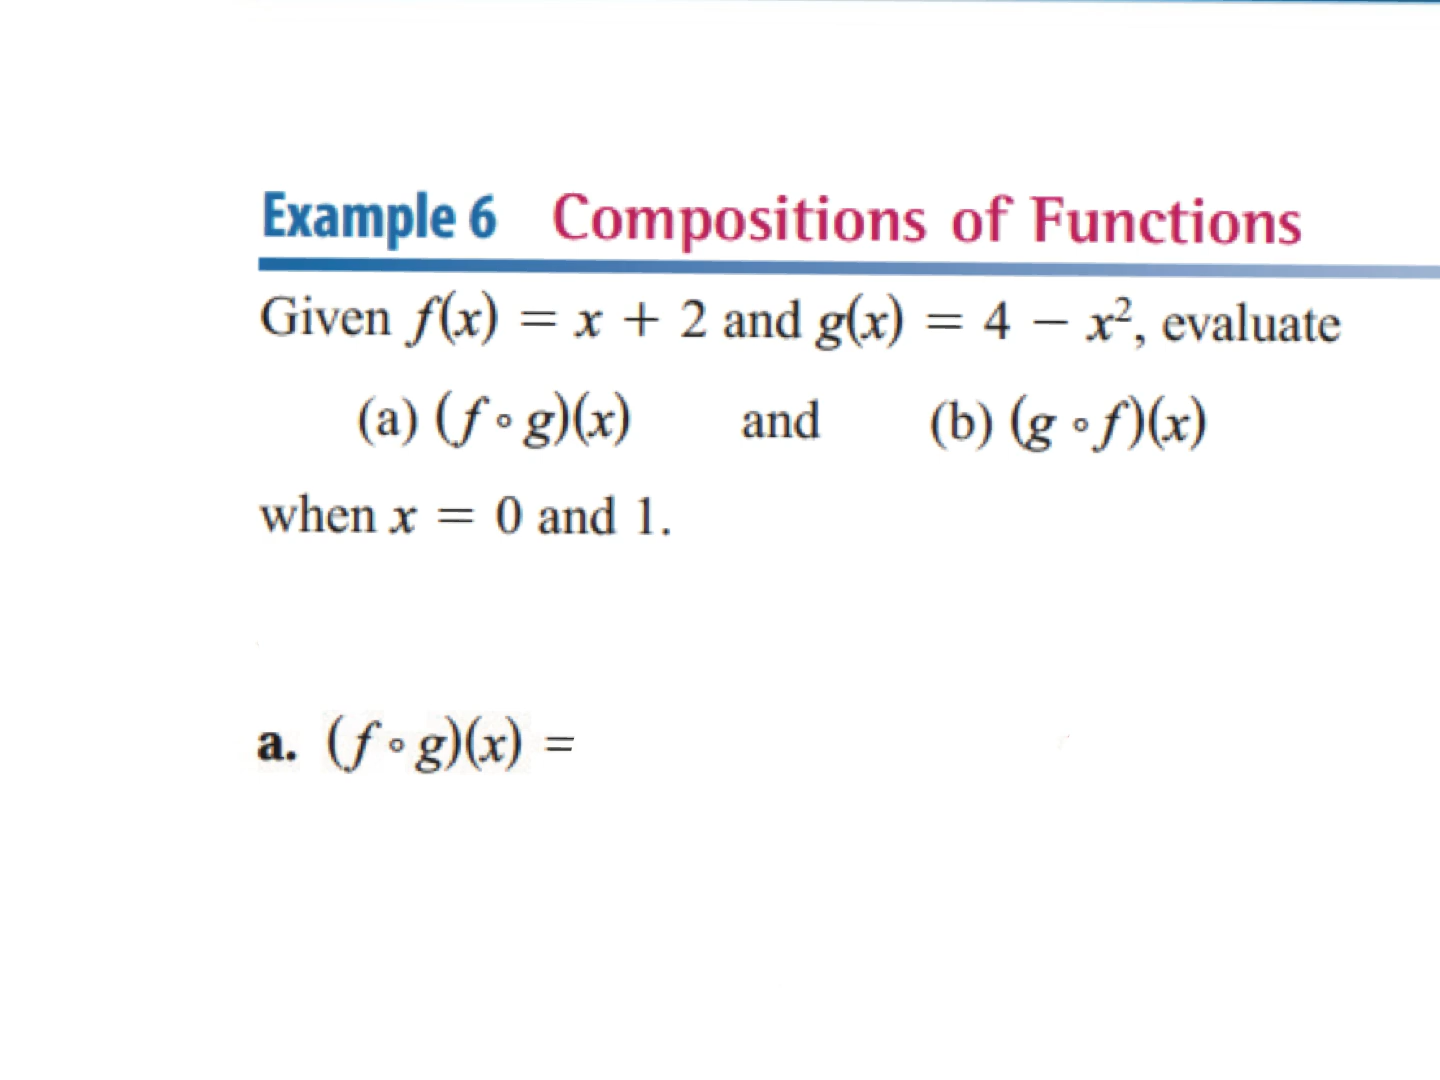 Example 6 Compositions of Functions
Given f(x) = x + 2 and g(x) = 4 − x², evaluate
(a) (f ∘ g)(x) and (b) (g ∘ f)(x)
when x = 0 and 1.
a. (f ∘ g)(x) =